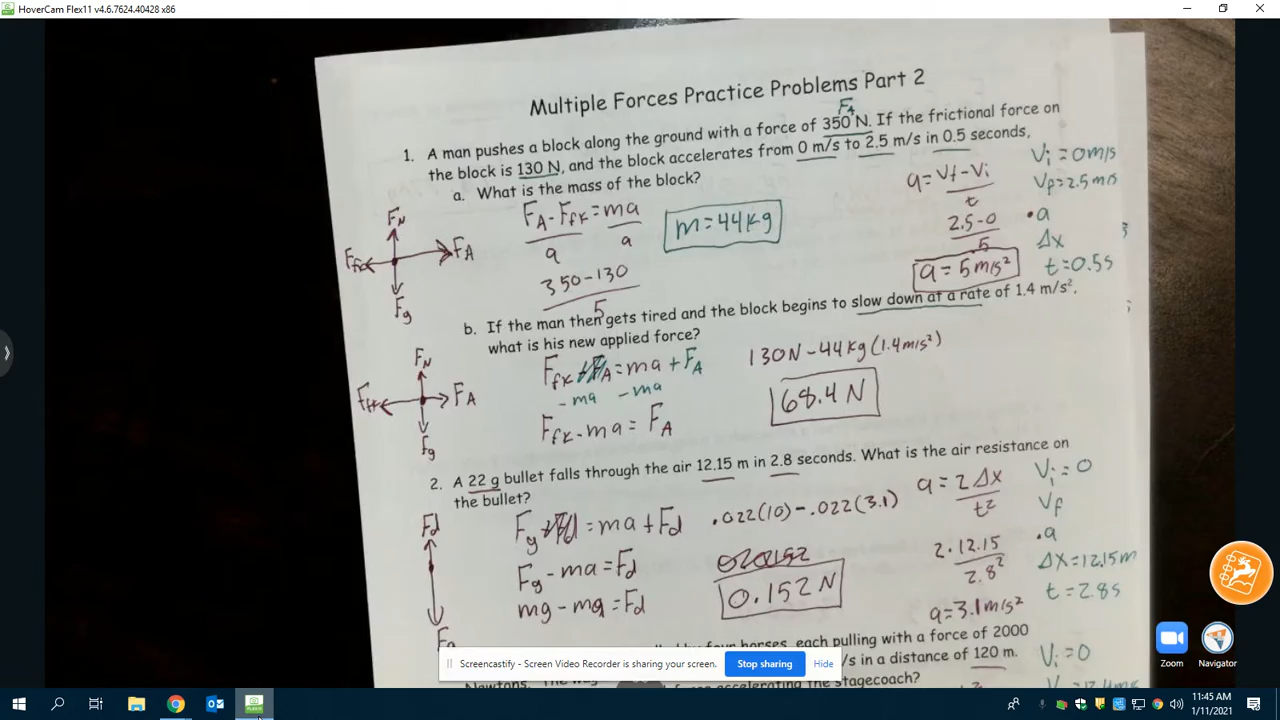 HoverCam Flex11 v4.6.7624.40428 x86
Multiple Forces Practice Problems Part 2
FA
1. A man pushes a block along the ground with a force of 350 N. If the frictional force on
the block is 130 N, and the block accelerates from 0 m/s to 2.5 m/s in 0.5 seconds,
a. What is the mass of the block?
Vi = 0m/s
Vf = 2.5m/s
• a
Δx
t = 0.5s
a = Vf - Vi
t
2.5 - 0
.5
a = 5 m/s²
FN
Ffk
FA
Fg
FA - Ffk = ma
a
a
350 - 130
5
m = 44kg
b. If the man then gets tired and the block begins to slow down at a rate of 1.4 m/s²,
what is his new applied force?
FN
Ffk
FA
Fg
Ffk = ma + FA
- ma - ma
Ffk - ma = FA
130N - 44kg(1.4m/s²)
68.4 N
2. A 22 g bullet falls through the air 12.15 m in 2.8 seconds. What is the air resistance on
the bullet?
Fd
Fg = ma + Fd
Fg - ma = Fd
mg - ma = Fd
.022(10) - .022(3.1)
0.152 N
a = 2 Δx
t²
2 • 12.15
2.8²
a = 3.1 m/s²
Vi = 0
Vf
• a
Δx = 12.15m
t = 2.8s
four horses, each pulling with a force of 2000
/s in a distance of 120 m.
accelerating the stagecoach?
Vi = 0
Screencastify - Screen Video Recorder is sharing your screen.
Stop sharing
Hide
Zoom
Navigator
11:45 AM
1/11/2021